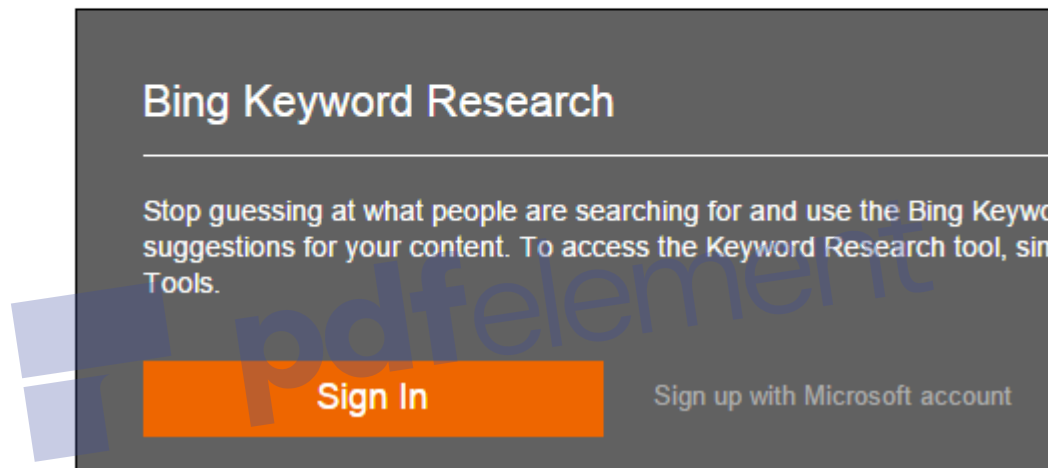 Bing Keyword Research
Stop guessing at what people are searching for and use the Bing
suggestions for your content. To access the Keyword Research tool,
Tools.
pdfelement
Sign In Sign up with Microsoft account